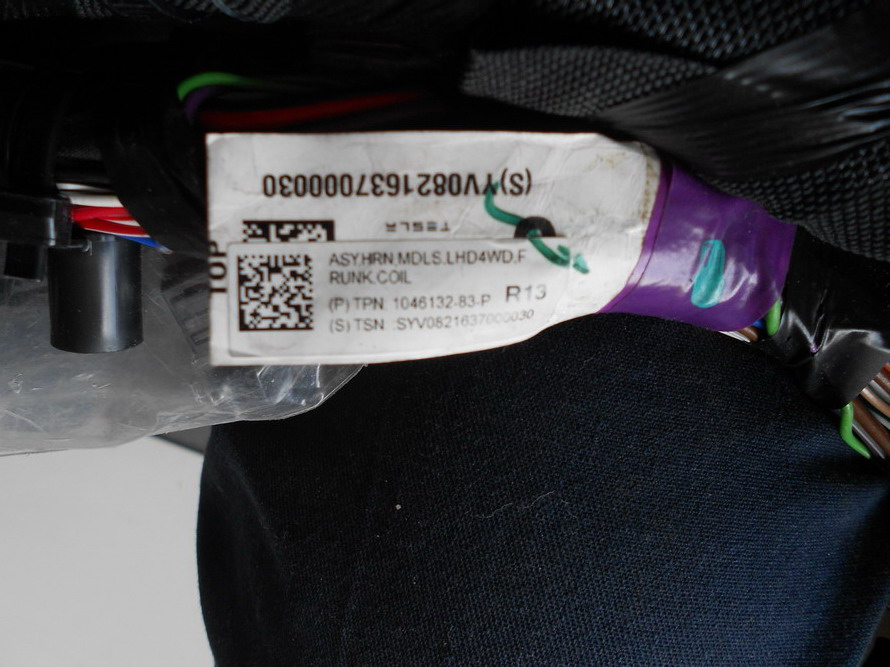 (S)YV0821637000030
TESLA
TOP
ASY,HRN,MDLS,LHD4WD,F
RUNK,COIL
(P) TPN 1046132-83-P R13
(S) TSN :SYV0821637000030